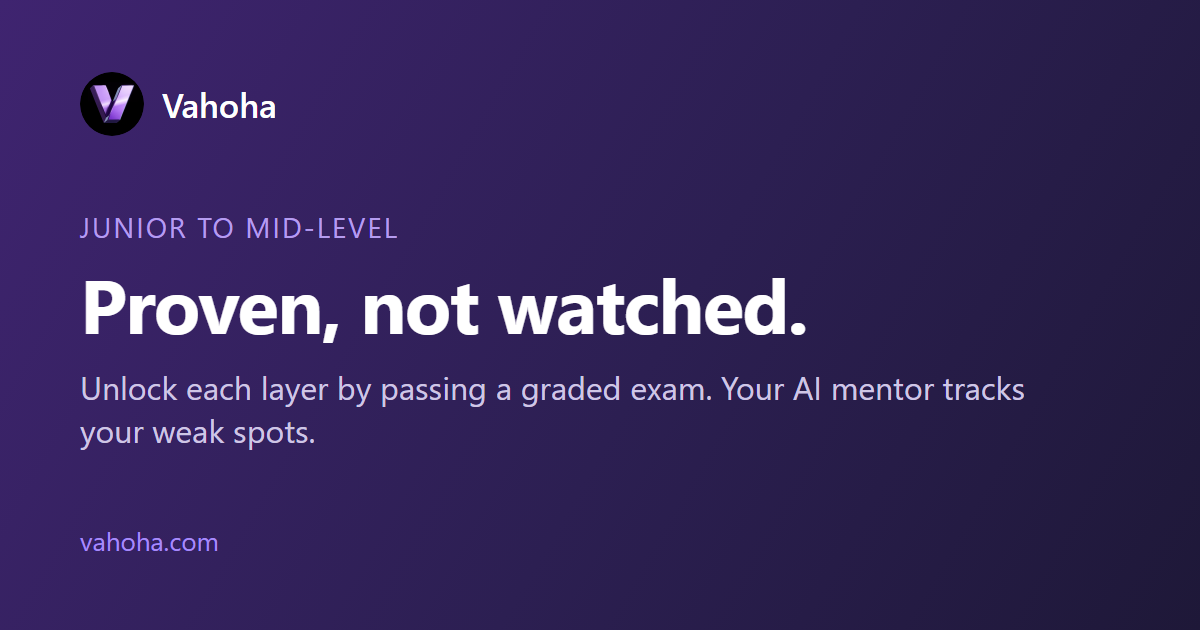 Vahoha
JUNIOR TO MID-LEVEL
Proven, not watched.
Unlock each layer by passing a graded exam. Your AI mentor tracks
your weak spots.
vahoha.com